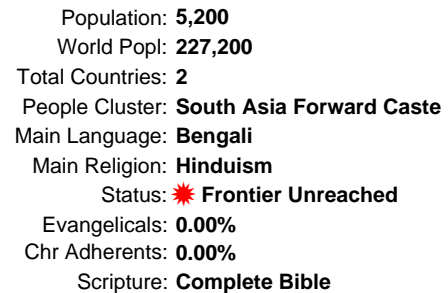 Population: 5,200
World Popl: 227,200
Total Countries: 2
People Cluster: South Asia Forward Caste
Main Language: Bengali
Main Religion: Hinduism
Status: Frontier Unreached
Evangelicals: 0.00%
Chr Adherents: 0.00%
Scripture: Complete Bible